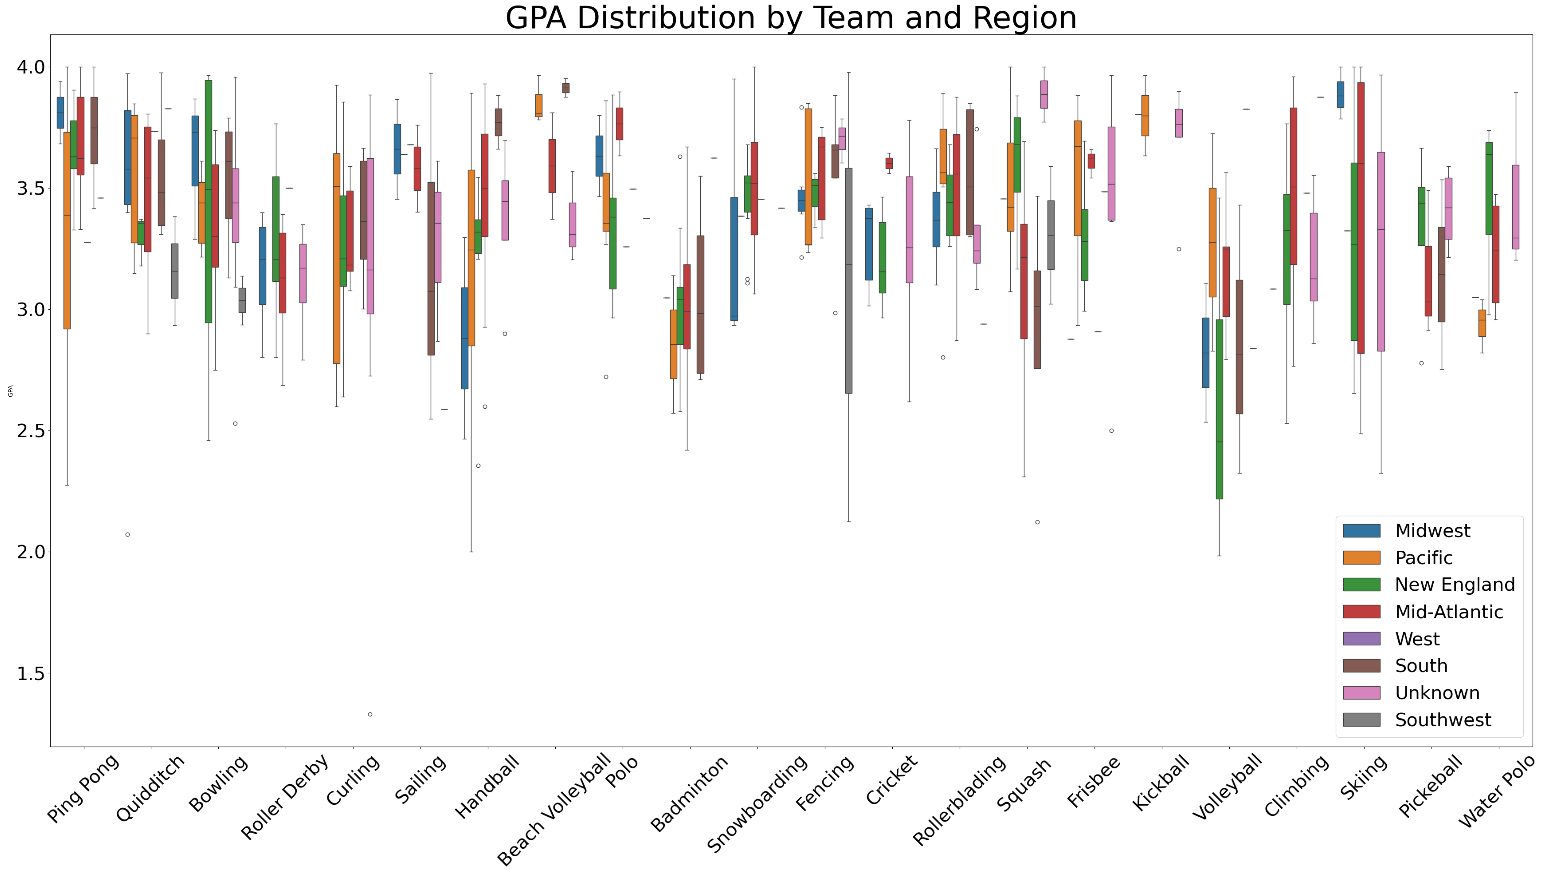 GPA Distribution by Team and Region
4.0
3.5
3.0
2.5
2.0
1.5
GPA
Ping Pong
Quidditch
Bowling
Roller Derby
Curling
Sailing
Handball
Beach Volleyball
Polo
Badminton
Snowboarding
Fencing
Cricket
Rollerblading
Squash
Frisbee
Kickball
Volleyball
Climbing
Skiing
Pickeball
Water Polo
Midwest
Pacific
New England
Mid-Atlantic
West
South
Unknown
Southwest